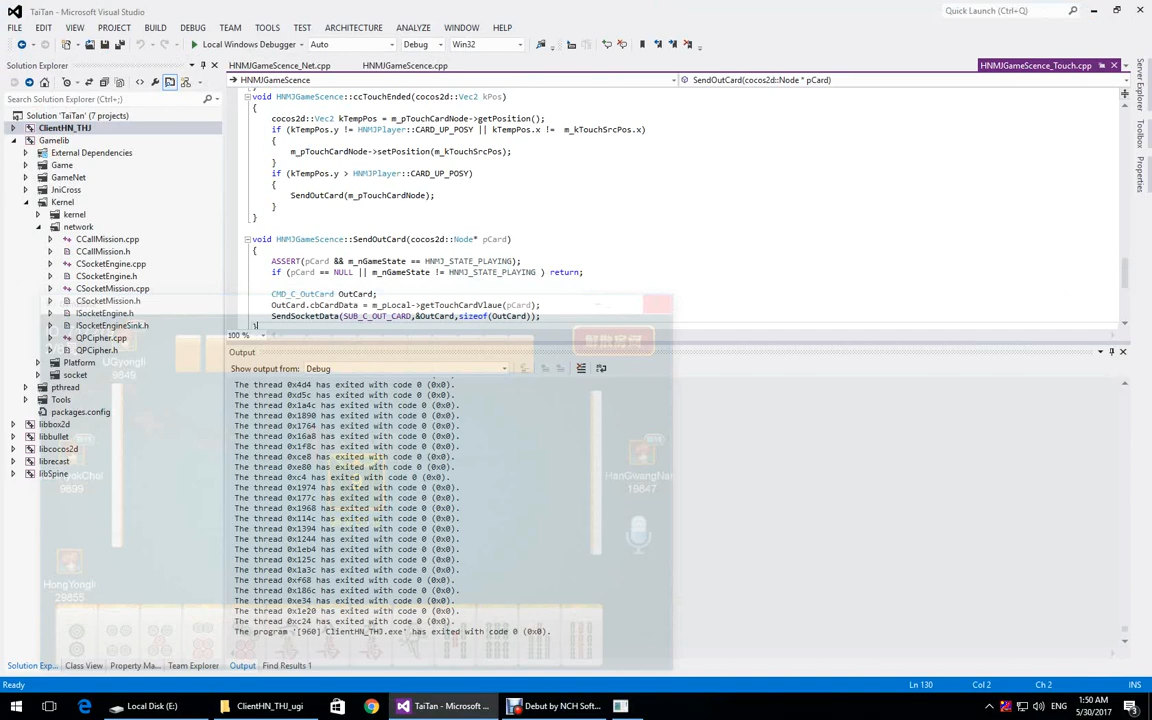 TaiTan - Microsoft Visual Studio
Quick Launch (Ctrl+Q)
FILE EDIT VIEW PROJECT BUILD DEBUG TEAM TOOLS TEST ARCHITECTURE ANALYZE WINDOW HELP
Local Windows Debugger Auto Debug Win32
Solution Explorer
HNMJGameScence_Net.cpp HNMJGameScence.cpp HNMJGameScence_Touch.cpp
HNMJGameScence SendOutCard(cocos2d::Node * pCard)
Search Solution Explorer (Ctrl+;)
Solution 'TaiTan' (7 projects)
ClientHN_THJ
Gamelib
External Dependencies
Game
GameNet
JniCross
Kernel
kernel
network
CCallMission.cpp
CCallMission.h
CSocketEngine.cpp
CSocketEngine.h
CSocketMission.cpp
CSocketMission.h
ISocketEngine.h
ISocketEngineSink.h
QPCipher.cpp
QPCipher.h
Platform
socket
pthread
Tools
packages.config
libbox2d
libbullet
libcocos2d
librecast
libSpine
void HNMJGameScence::ccTouchEnded(cocos2d::Vec2 kPos)
{
cocos2d::Vec2 kTempPos = m_pTouchCardNode->getPosition();
if (kTempPos.y != HNMJPlayer::CARD_UP_POSY || kTempPos.x != m_kTouchSrcPos.x)
{
m_pTouchCardNode->setPosition(m_kTouchSrcPos);
}
if (kTempPos.y > HNMJPlayer::CARD_UP_POSY)
{
SendOutCard(m_pTouchCardNode);
}
}
void HNMJGameScence::SendOutCard(cocos2d::Node* pCard)
{
ASSERT(pCard && m_nGameState == HNMJ_STATE_PLAYING);
if (pCard == NULL || m_nGameState != HNMJ_STATE_PLAYING ) return;
CMD_C_OutCard OutCard;
OutCard.cbCardData = m_pLocal->getTouchCardVlaue(pCard);
SendSocketData(SUB_C_OUT_CARD,&OutCard,sizeof(OutCard));
}
100 %
Output
Show output from: Debug
The thread 0x4d4 has exited with code 0 (0x0).
The thread 0xd5c has exited with code 0 (0x0).
The thread 0x1a4c has exited with code 0 (0x0).
The thread 0x1890 has exited with code 0 (0x0).
The thread 0x1764 has exited with code 0 (0x0).
The thread 0x16a8 has exited with code 0 (0x0).
The thread 0x1f8c has exited with code 0 (0x0).
The thread 0xce8 has exited with code 0 (0x0).
The thread 0xe80 has exited with code 0 (0x0).
The thread 0xc4 has exited with code 0 (0x0).
The thread 0x1974 has exited with code 0 (0x0).
The thread 0x177c has exited with code 0 (0x0).
The thread 0x1968 has exited with code 0 (0x0).
The thread 0x114c has exited with code 0 (0x0).
The thread 0x1394 has exited with code 0 (0x0).
The thread 0x1244 has exited with code 0 (0x0).
The thread 0x1eb4 has exited with code 0 (0x0).
The thread 0x125c has exited with code 0 (0x0).
The thread 0x1a3c has exited with code 0 (0x0).
The thread 0xf68 has exited with code 0 (0x0).
The thread 0x186c has exited with code 0 (0x0).
The thread 0xe34 has exited with code 0 (0x0).
The thread 0x1e20 has exited with code 0 (0x0).
The thread 0xc24 has exited with code 0 (0x0).
The program '[960] ClientHN_THJ.exe' has exited with code 0 (0x0).
解散房间
UGyongli
9849
9899
HanGwangNam
19847
HongYongli
29855
Server Explorer
Toolbox
Properties
Solution Exp... Class View Property Ma... Team Explorer
Output Find Results 1
Ready Ln 130 Col 2 Ch 2 INS
Local Disk (E:) ClientHN_THJ_ugi TaiTan - Microsoft ... Debut by NCH Soft...
1:50 AM
5/30/2017